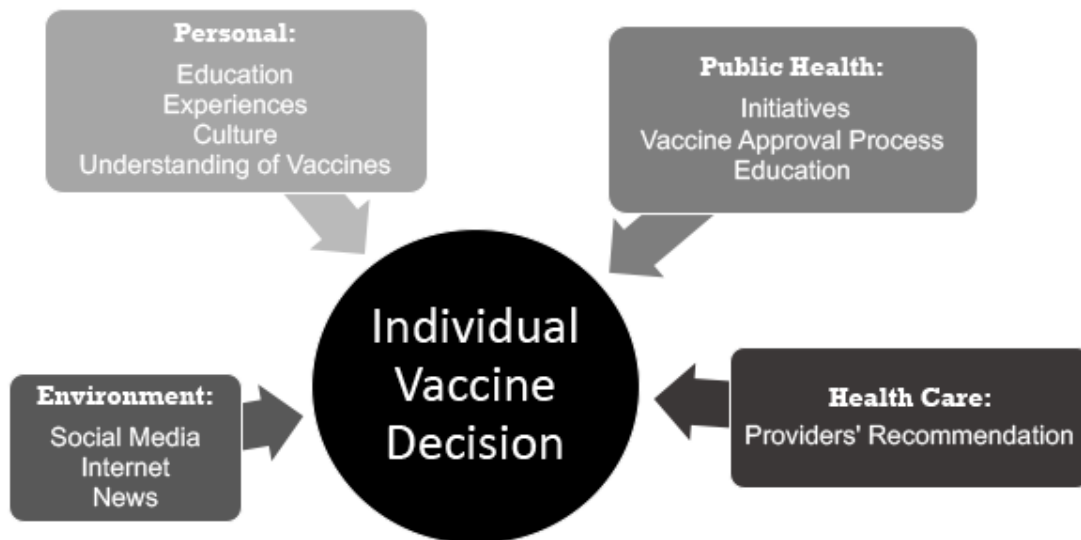 Personal:
Education
Experiences
Culture
Understanding of Vaccines
Public Health:
Initiatives
Vaccine Approval Process
Education
Individual
Vaccine
Decision
Environment:
Social Media
Internet
News
Health Care:
Providers' Recommendation